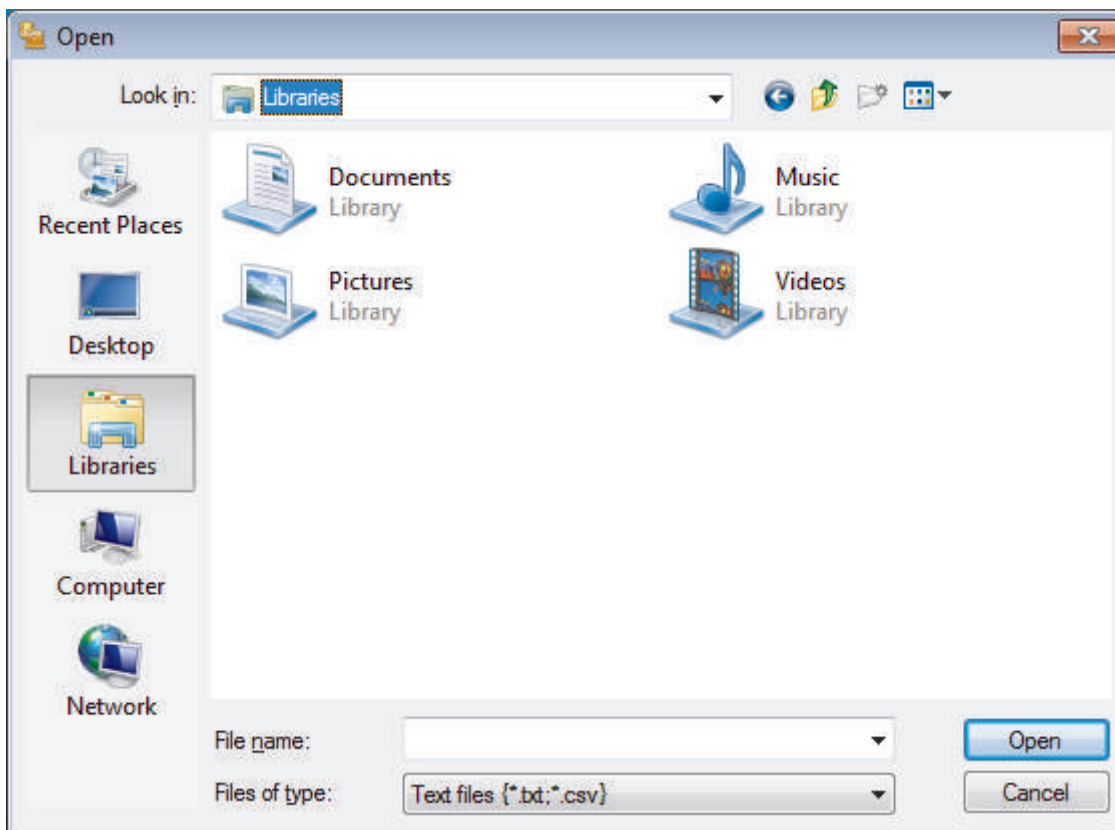 Open
Look in:
Libraries
Recent Places
Desktop
Libraries
Computer
Network
Documents
Library
Music
Library
Pictures
Library
Videos
Library
File name:
Open
Files of type:
Text files {*.txt;*.csv}
Cancel